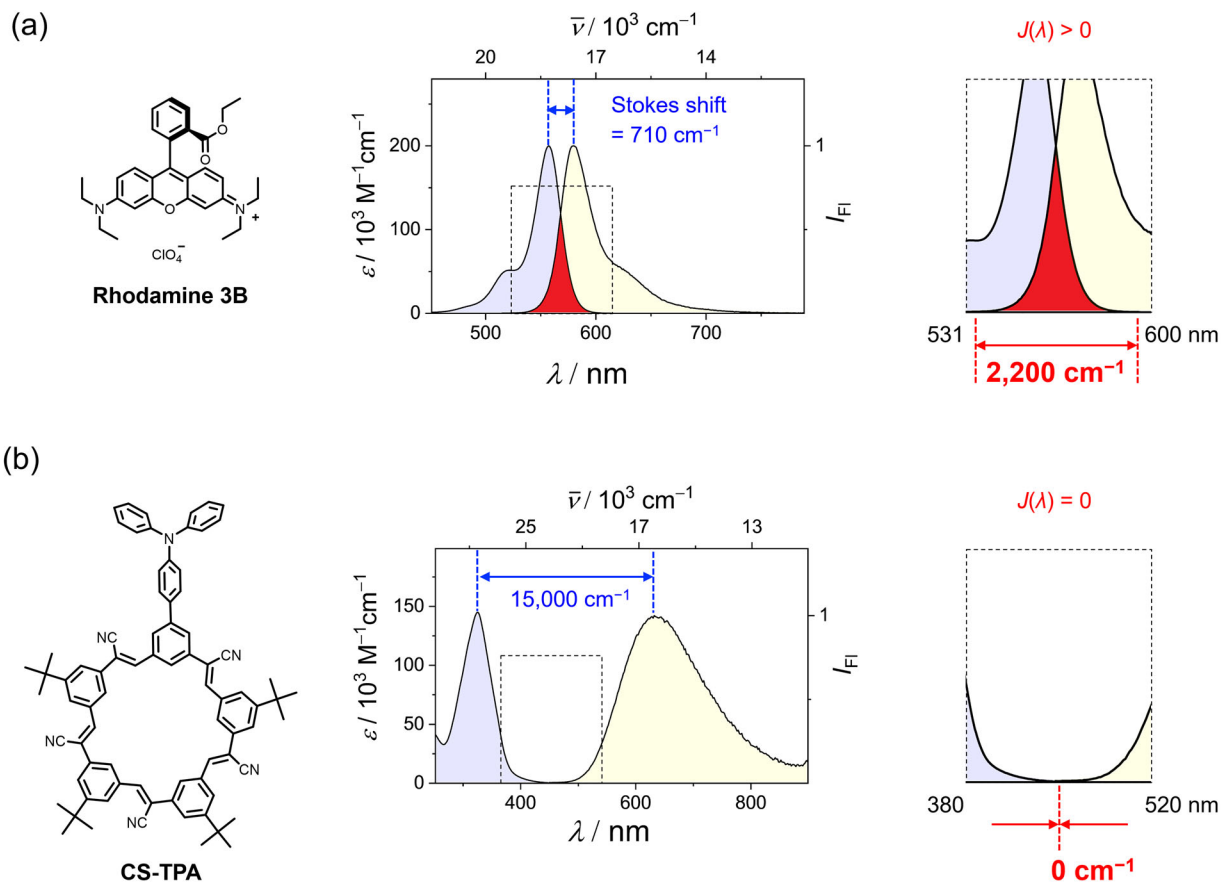 (a)
N
O
N
+
O
O
ClO₄⁻
Rhodamine 3B
ν̅ / 10³ cm⁻¹
20 17 14
Stokes shift
= 710 cm⁻¹
ε / 10³ M⁻¹cm⁻¹
200
100
0
1
I_Fl
500 600 700
λ / nm
J(λ) > 0
531 600 nm
2,200 cm⁻¹
(b)
N
NC
CN
NC
CN
NC
CS-TPA
ν̅ / 10³ cm⁻¹
25 17 13
15,000 cm⁻¹
ε / 10³ M⁻¹cm⁻¹
150
100
50
0
1
I_Fl
400 600 800
λ / nm
J(λ) = 0
380 520 nm
0 cm⁻¹